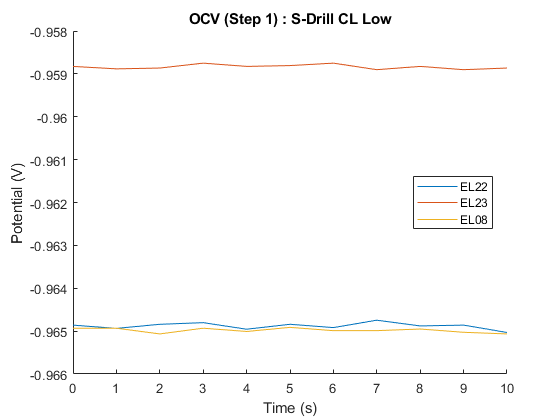 OCV (Step 1) : S-Drill CL Low
-0.958
-0.959
-0.96
-0.961
-0.962
-0.963
-0.964
-0.965
-0.966
Potential (V)
EL22
EL23
EL08
0 1 2 3 4 5 6 7 8 9 10
Time (s)